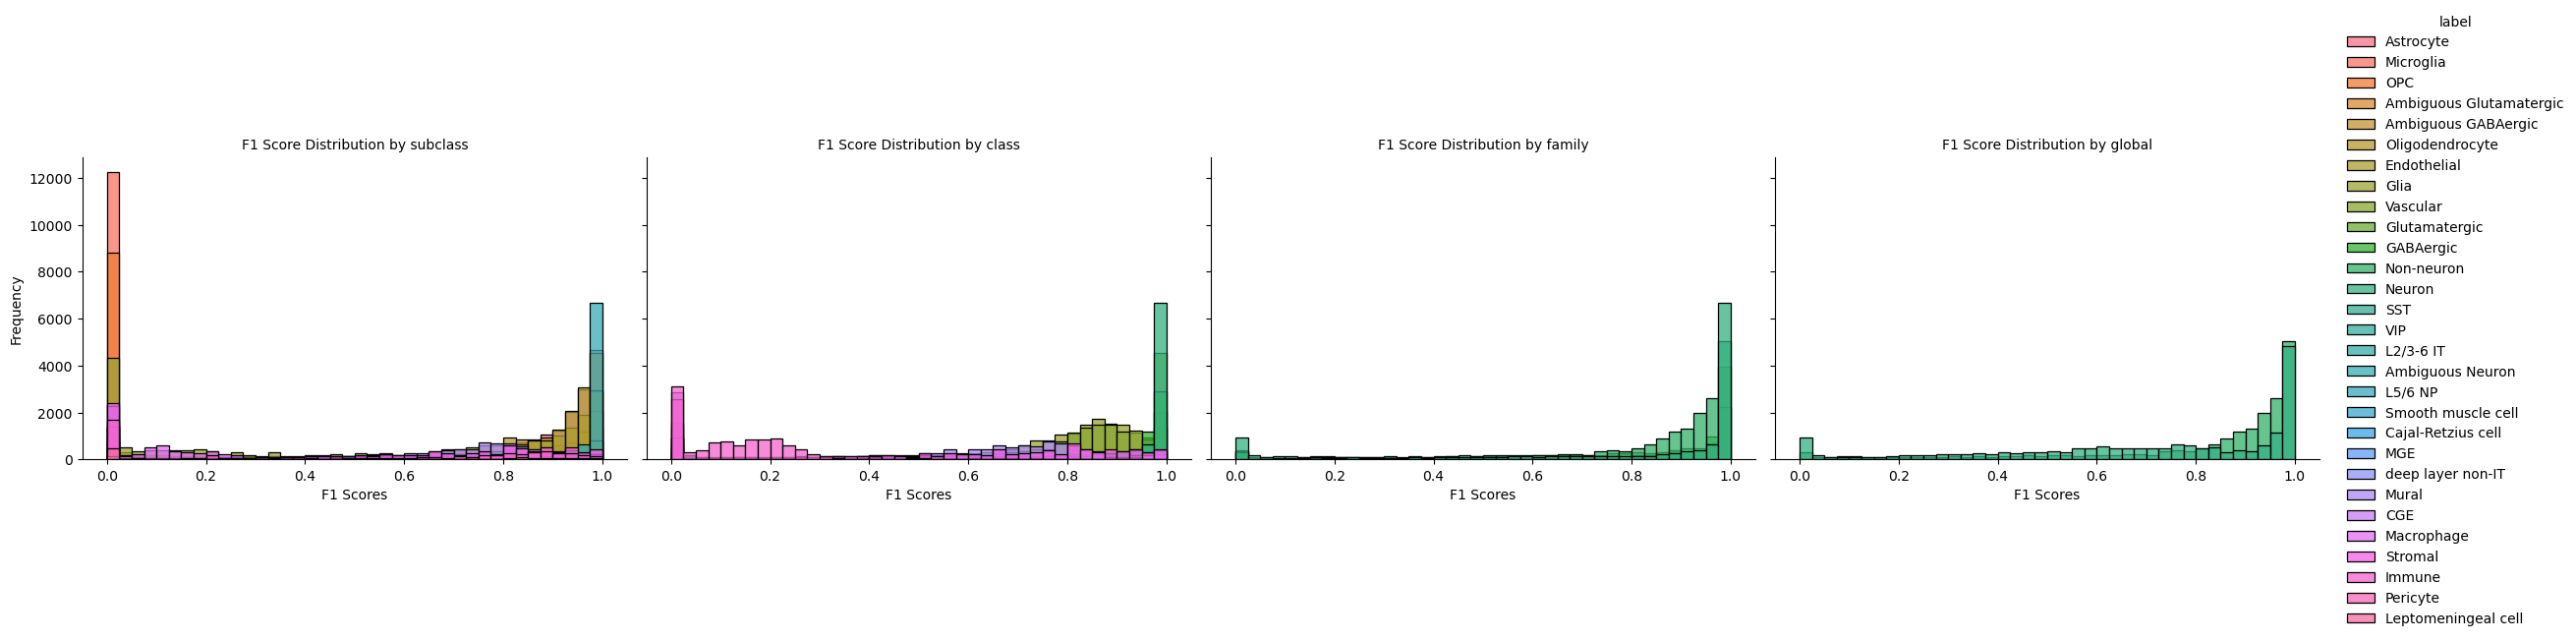 F1 Score Distribution by subclass
F1 Score Distribution by class
F1 Score Distribution by family
F1 Score Distribution by global
Frequency
12000
10000
8000
6000
4000
2000
0
0.0 0.2 0.4 0.6 0.8 1.0
F1 Scores
0.0 0.2 0.4 0.6 0.8 1.0
F1 Scores
0.0 0.2 0.4 0.6 0.8 1.0
F1 Scores
0.0 0.2 0.4 0.6 0.8 1.0
F1 Scores
label
Astrocyte
Microglia
OPC
Ambiguous Glutamatergic
Ambiguous GABAergic
Oligodendrocyte
Endothelial
Glia
Vascular
Glutamatergic
GABAergic
Non-neuron
Neuron
SST
VIP
L2/3-6 IT
Ambiguous Neuron
L5/6 NP
Smooth muscle cell
Cajal-Retzius cell
MGE
deep layer non-IT
Mural
CGE
Macrophage
Stromal
Immune
Pericyte
Leptomeningeal cell